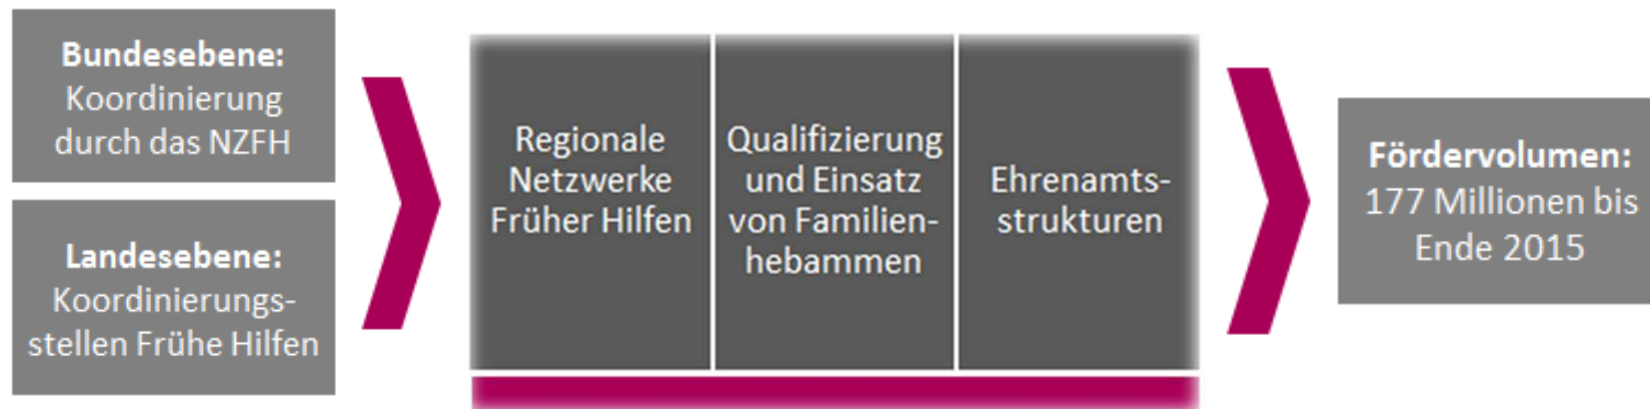 Bundesebene:
Koordinierung
durch das NZFH
Landesebene:
Koordinierungs-
stellen Frühe Hilfen
Regionale
Netzwerke
Früher Hilfen
Qualifizierung
und Einsatz
von Familien-
hebammen
Ehrenamts-
strukturen
Fördervolumen:
177 Millionen bis
Ende 2015